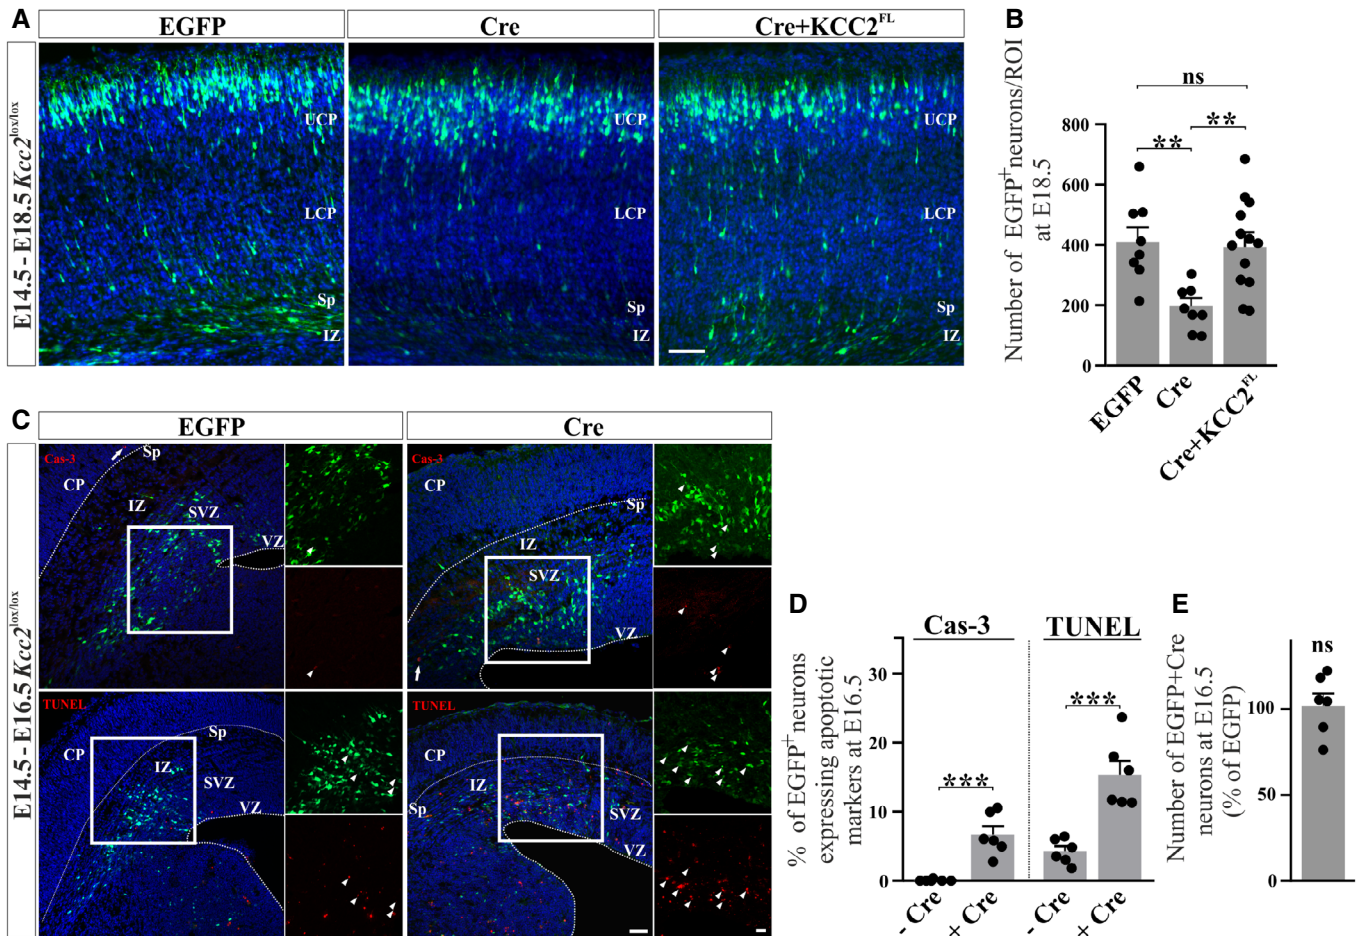 A
EGFP
Cre
Cre+KCC2FL
E14.5 - E18.5 Kcc2lox/lox
UCP
LCP
Sp
IZ
UCP
LCP
Sp
IZ
UCP
LCP
Sp
IZ
B
Number of EGFP+neurons/ROI
at E18.5
ns
**
**
800
600
400
200
0
EGFP
Cre
Cre+KCC2FL
C
EGFP
Cre
E14.5 - E16.5 Kcc2lox/lox
Cas-3
Sp
CP
IZ
SVZ
VZ
Cas-3
CP
Sp
IZ
SVZ
VZ
TUNEL
Sp
CP
IZ
SVZ
VZ
TUNEL
CP
IZ
Sp
SVZ
VZ
D
% of EGFP+neurons
expressing apoptotic
markers at E16.5
Cas-3
TUNEL
***
***
30
20
10
0
- Cre
+ Cre
- Cre
+ Cre
E
Number of EGFP+Cre
neurons at E16.5
(% of EGFP)
ns
100
50
0